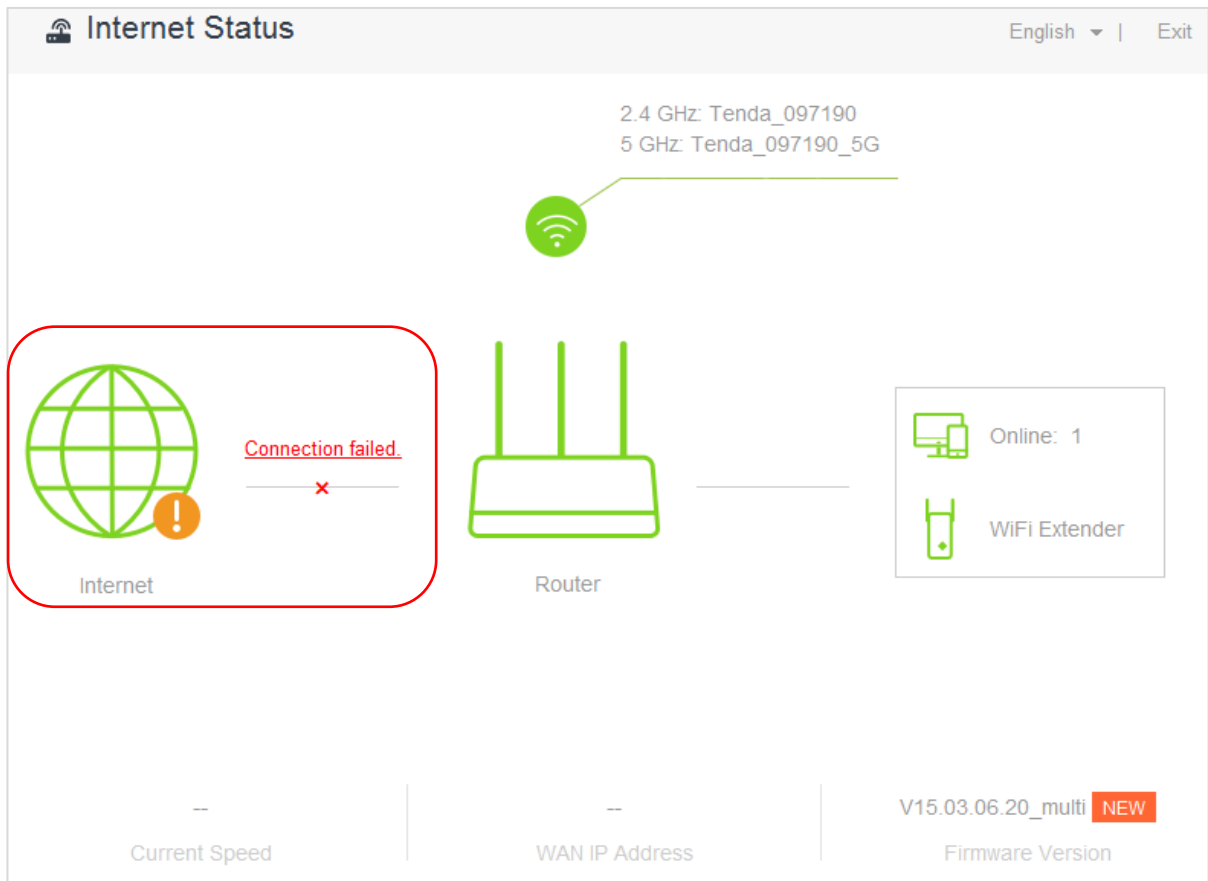 Internet Status
English | Exit
2.4 GHz: Tenda_097190
5 GHz: Tenda_097190_5G
Connection failed.
Online: 1
WiFi Extender
Internet
Router
-- -- V15.03.06.20_multi NEW
Current Speed WAN IP Address Firmware Version